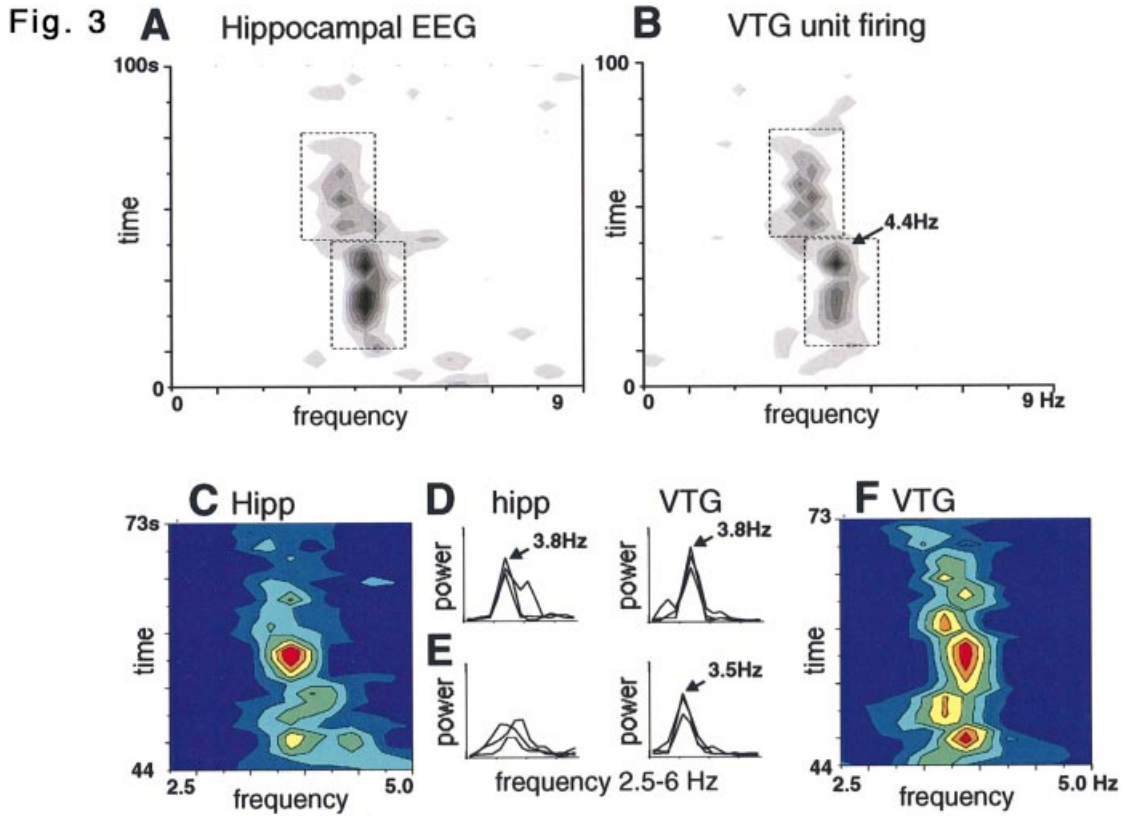 Fig. 3
A Hippocampal EEG
100s
time
0
0
frequency
9
B VTG unit firing
100
time
4.4Hz
0
0
frequency
9 Hz
C Hipp
73s
time
44
2.5
frequency
5.0
D hipp
power
3.8Hz
VTG
power
3.8Hz
E
power
power
3.5Hz
frequency 2.5-6 Hz
F VTG
73
time
44
2.5
frequency
5.0 Hz